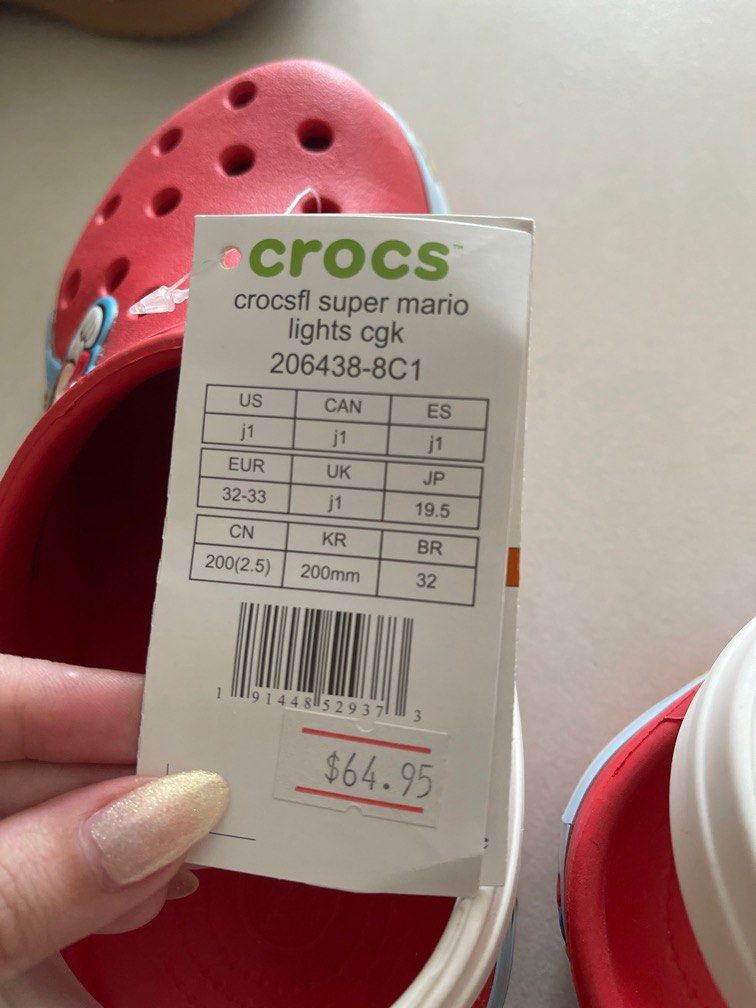 crocs™
crocsfl super mario
lights cgk
206438-8C1
US CAN ES
j1 j1 j1
EUR UK JP
32-33 j1 19.5
CN KR BR
200(2.5) 200mm 32
1 91448 52937 3
$64.95